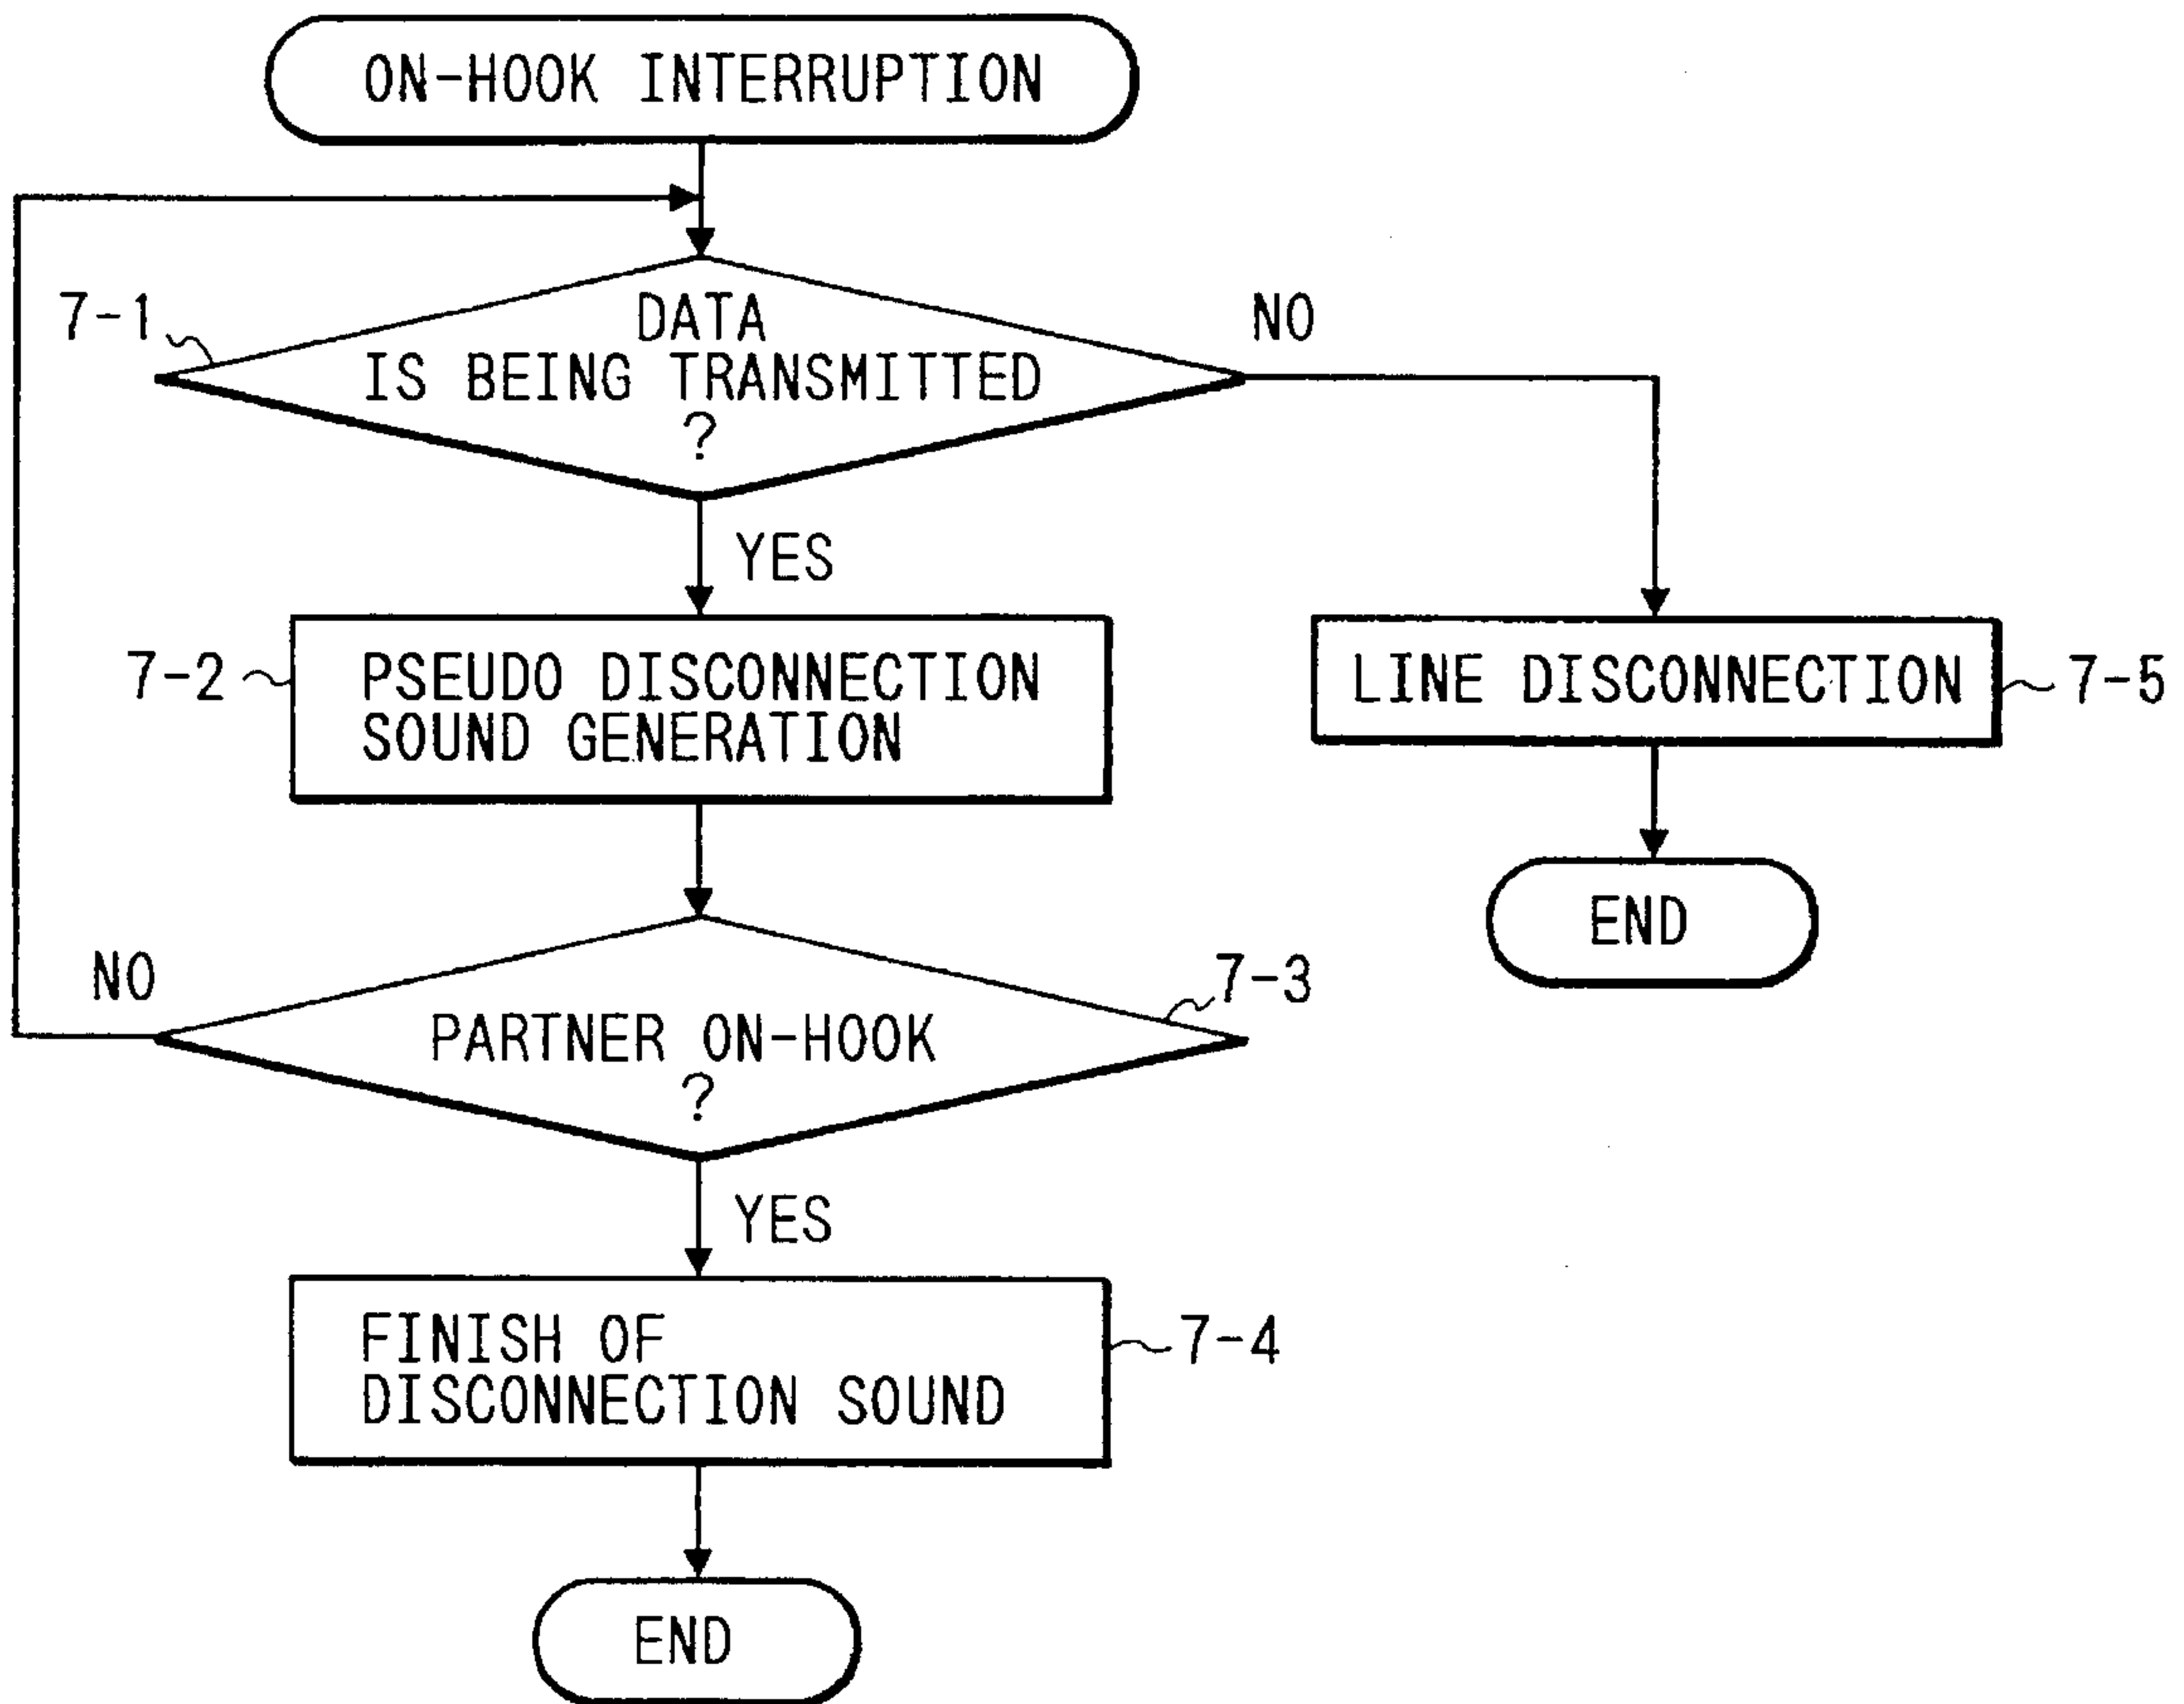 ON-HOOK INTERRUPTION
7-1
DATA
IS BEING TRANSMITTED
?
NO
YES
7-2
PSEUDO DISCONNECTION
SOUND GENERATION
LINE DISCONNECTION
7-5
END
NO
7-3
PARTNER ON-HOOK
?
YES
FINISH OF
DISCONNECTION SOUND
7-4
END